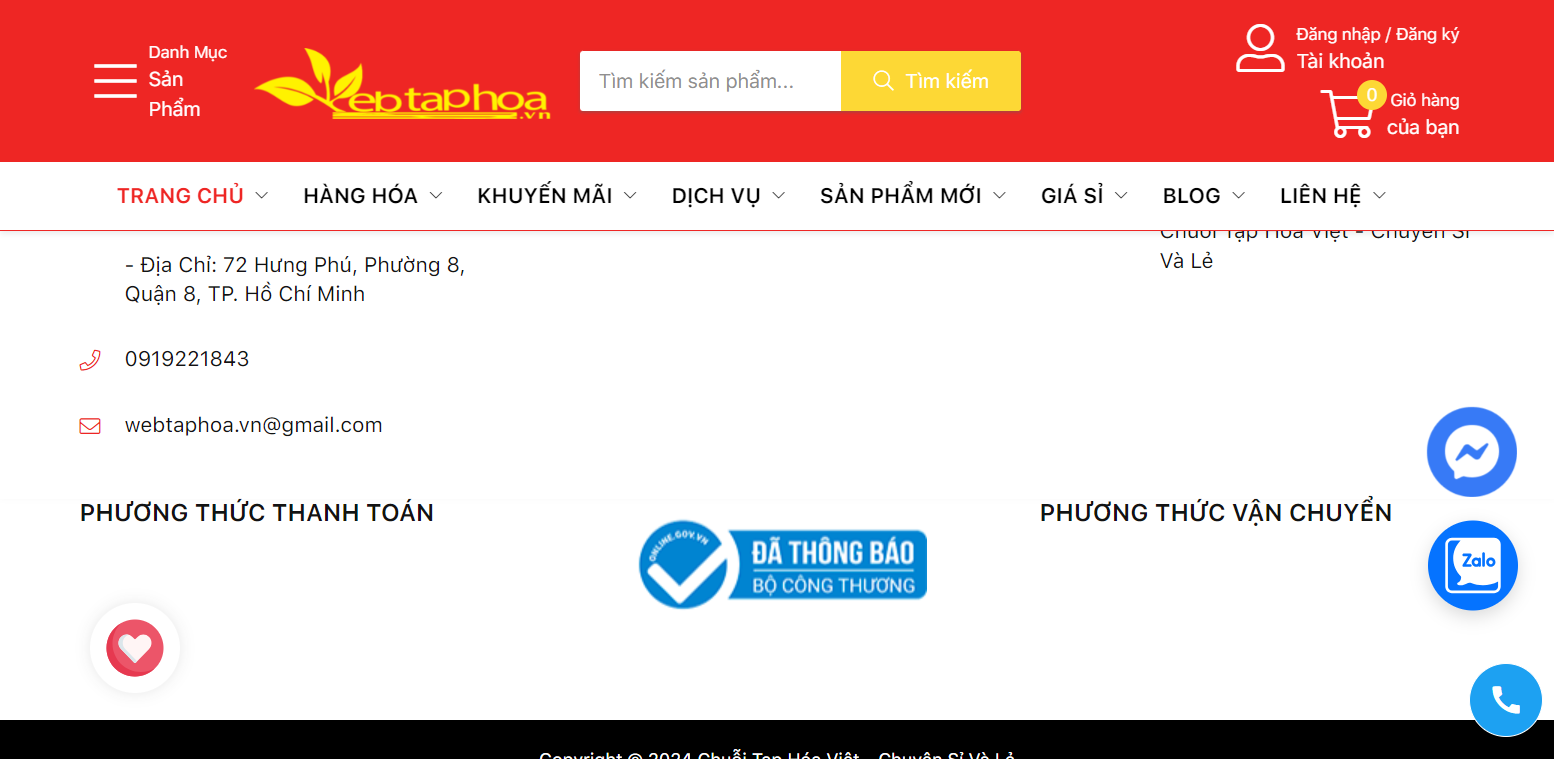 Danh Mục
Sản
Phẩm
ebtaphoa
.vn
Tìm kiếm sản phẩm...
Tìm kiếm
Đăng nhập / Đăng ký
Tài khoản
0
Giỏ hàng
của bạn
TRANG CHỦ
HÀNG HÓA
KHUYẾN MÃI
DỊCH VỤ
SẢN PHẨM MỚI
GIÁ SỈ
BLOG
LIÊN HỆ
Chuỗi Tạp Hóa Việt - Chuyên Sỉ
Và Lẻ
- Địa Chỉ: 72 Hưng Phú, Phường 8,
Quận 8, TP. Hồ Chí Minh
0919221843
webtaphoa.vn@gmail.com
PHƯƠNG THỨC THANH TOÁN
ONLINE.GOV.VN
ĐÃ THÔNG BÁO
BỘ CÔNG THƯƠNG
PHƯƠNG THỨC VẬN CHUYỂN
Zalo
Copyright © 2024 Chuỗi Tạp Hóa Việt - Chuyên Sỉ Và Lẻ